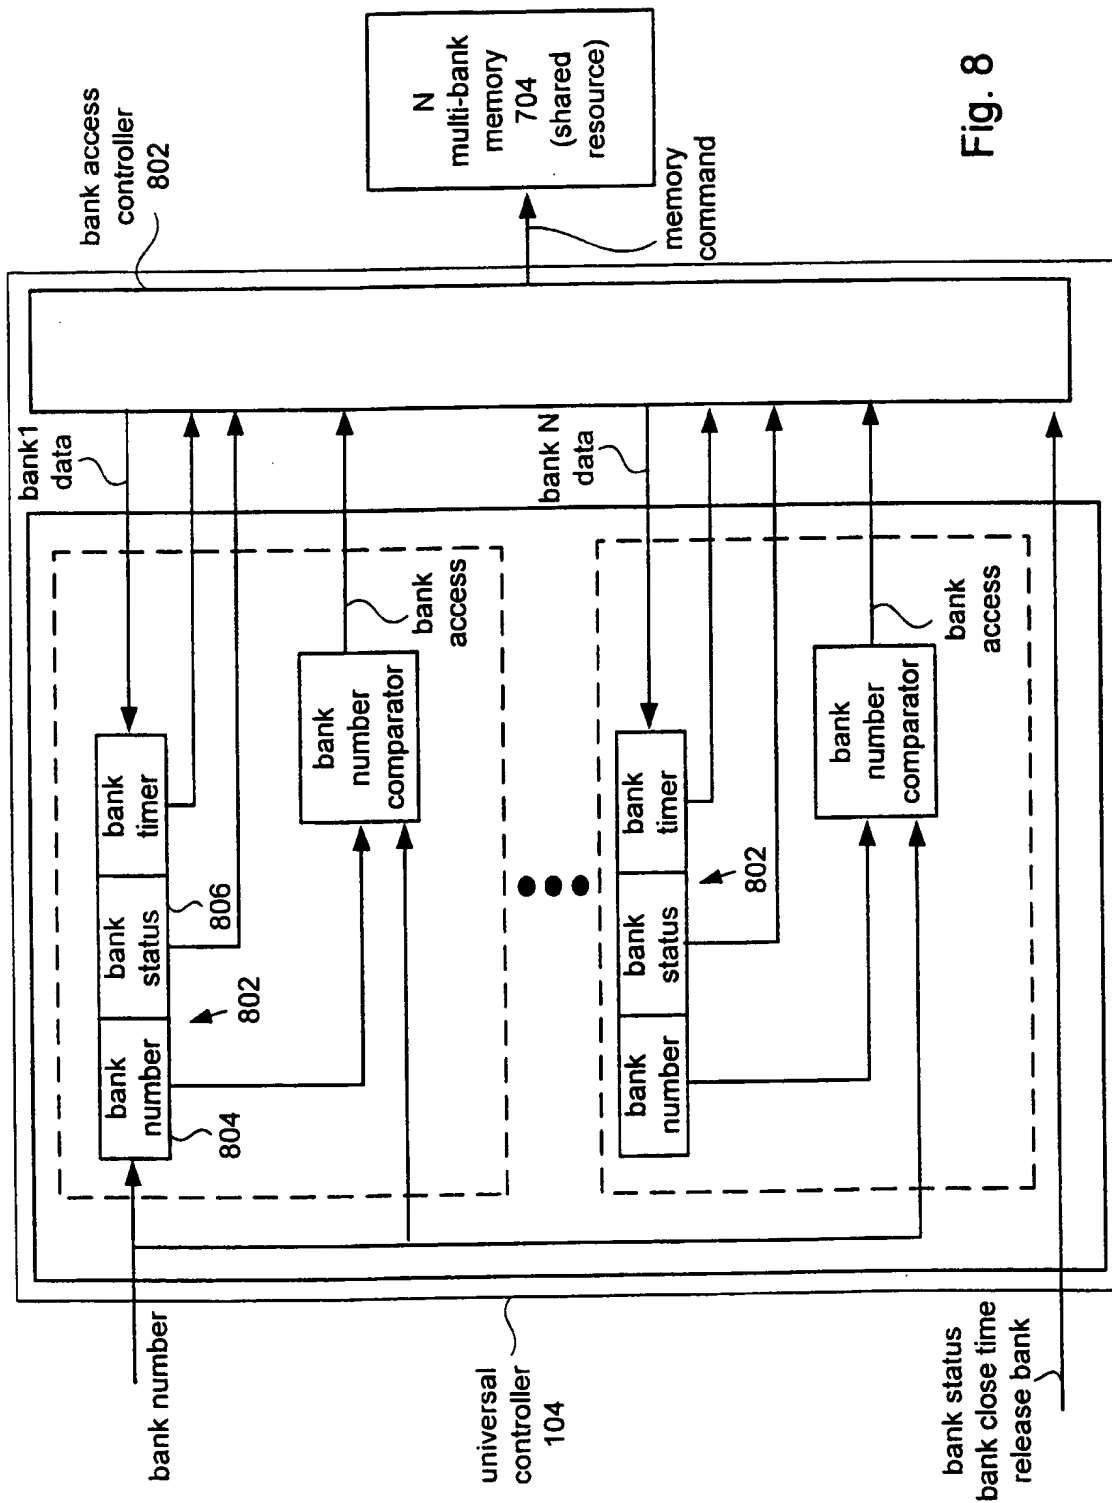 bank number
universal
controller
104
bank status
bank close time
release bank
bank
number
804
bank
status
806
bank
timer
802
bank
number
comparator
bank
access
bank1
data
bank
number
bank
status
bank
timer
802
bank
number
comparator
bank
access
bank N
data
bank access
controller
802
memory
command
N
multi-bank
memory
704
(shared
resource)
Fig. 8